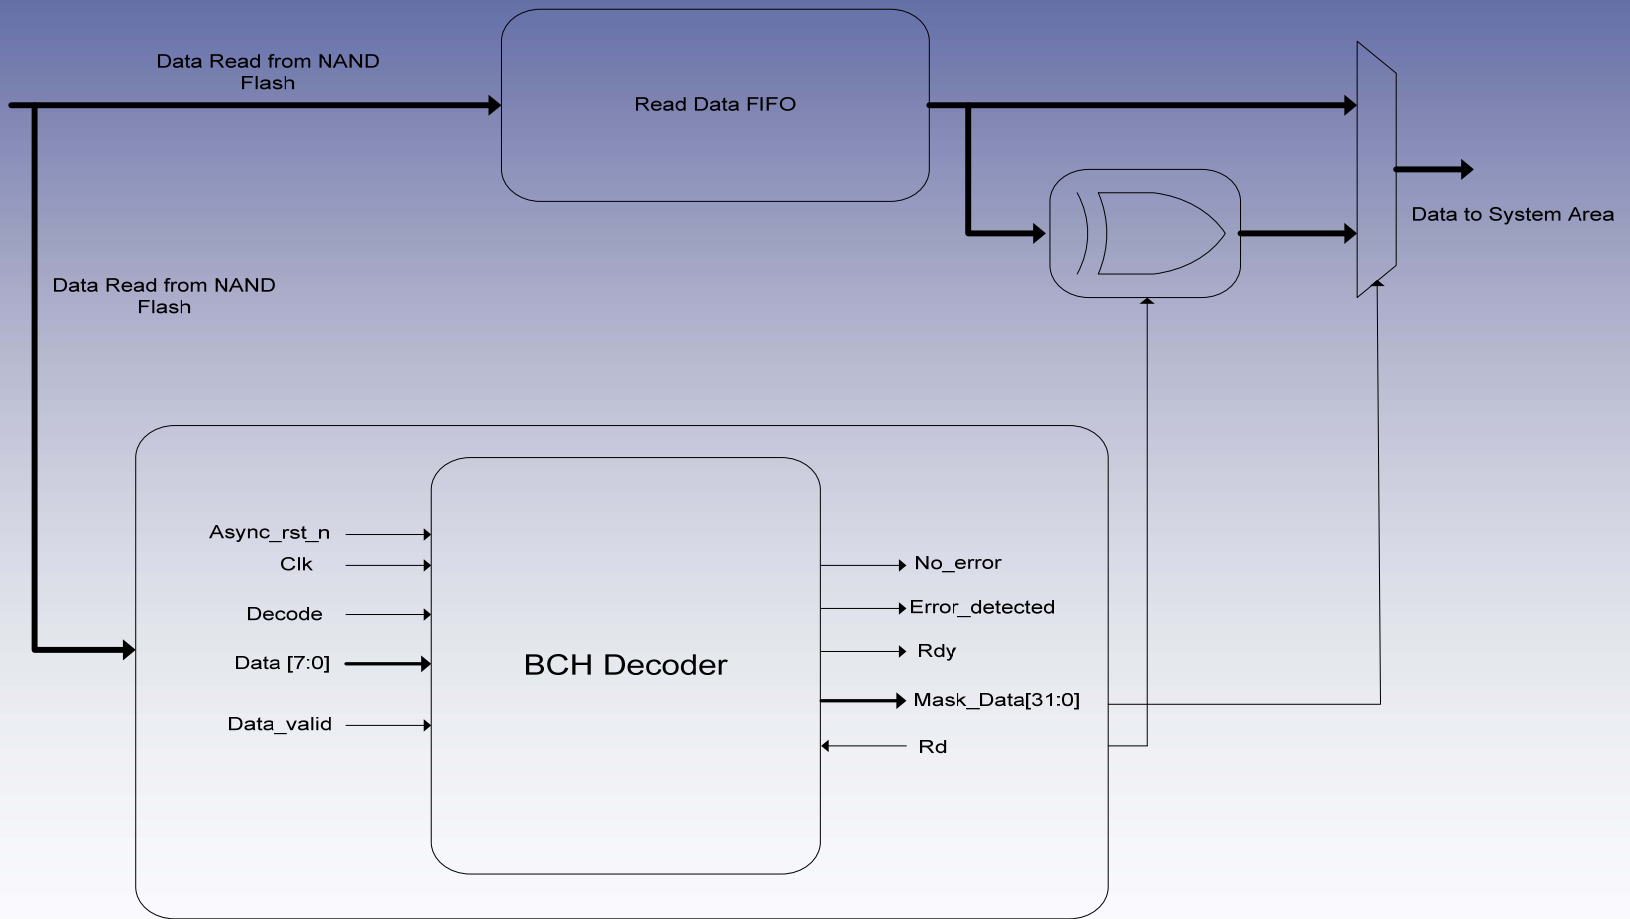 Data Read from NAND
Flash
Read Data FIFO
Data to System Area
Data Read from NAND
Flash
Async_rst_n
Clk
Decode
Data [7:0]
Data_valid
BCH Decoder
No_error
Error_detected
Rdy
Mask_Data[31:0]
Rd